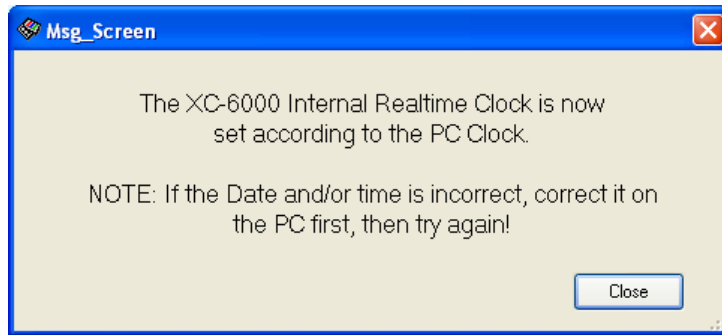 Msg_Screen
The XC-6000 Internal Realtime Clock is now
set according to the PC Clock.
NOTE: If the Date and/or time is incorrect, correct it on
the PC first, then try again!
Close